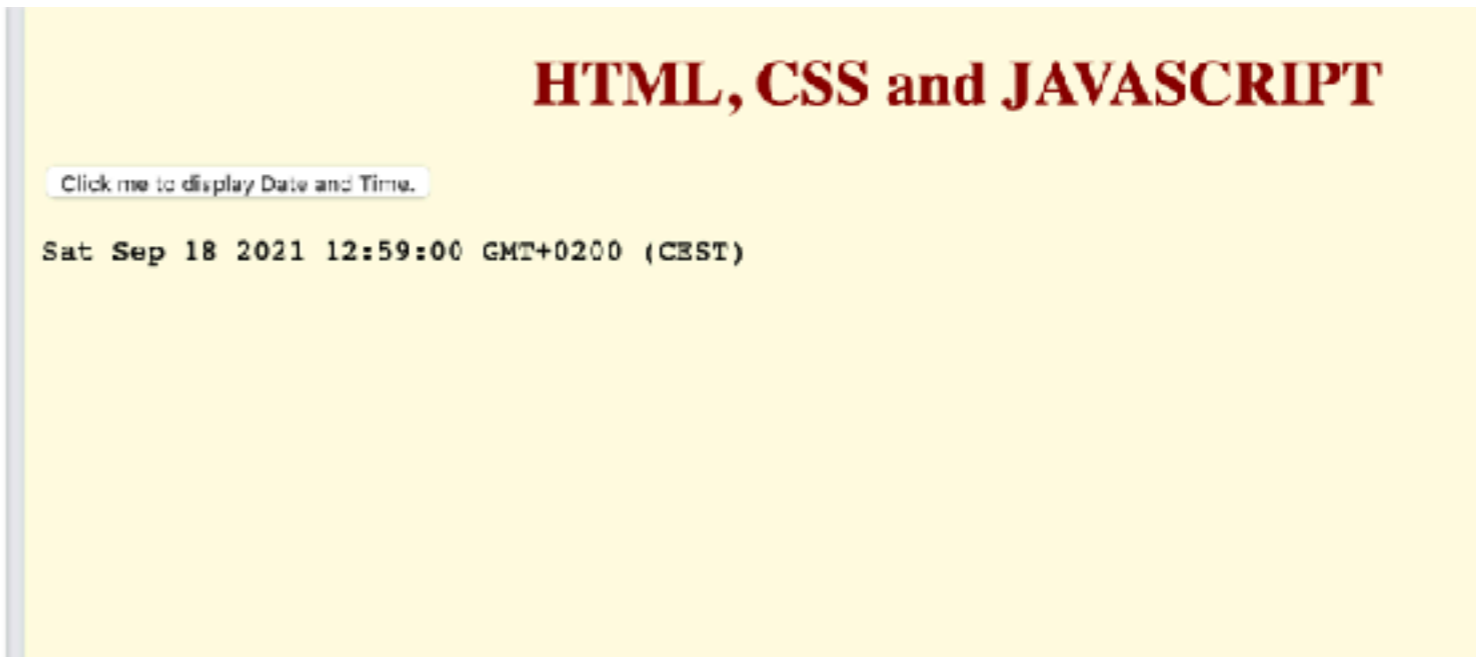 HTML, CSS and JAVASCRIPT
Click me to display Date and Time.
Sat Sep 18 2021 12:59:00 GMT+0200 (CEST)